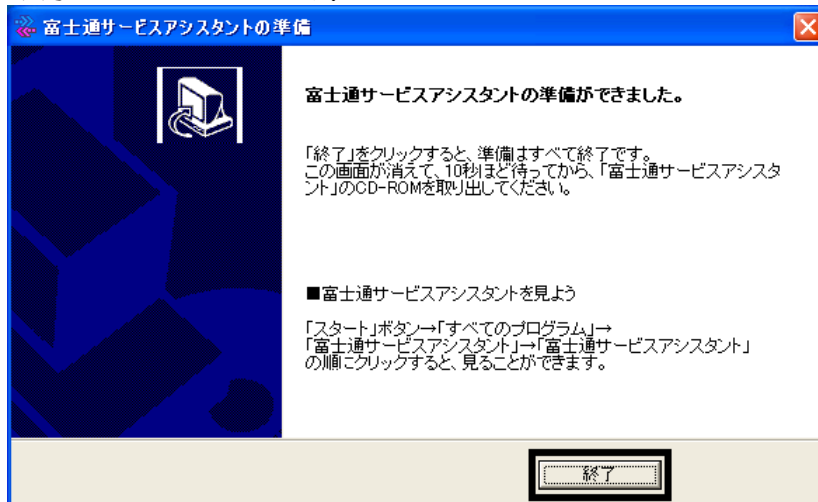 富士通サービスアシスタントの準備
富士通サービスアシスタントの準備ができました。
「終了」をクリックすると、準備はすべて終了です。
この画面が消えて、10秒ほど待ってから、「富士通サービスアシスタ
ント」のCD-ROMを取り出してください。
■富士通サービスアシスタントを見よう
「スタート」ボタン→「すべてのプログラム」→
「富士通サービスアシスタント」→「富士通サービスアシスタント」
の順にクリックすると、見ることができます。
終了